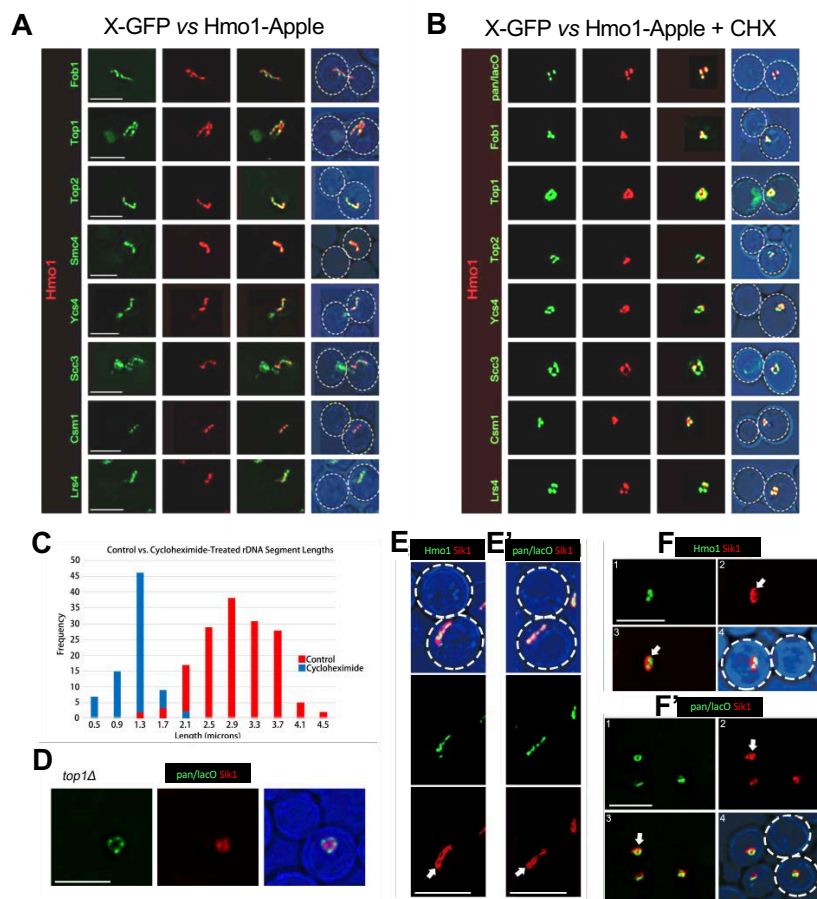 A
X-GFP vs Hmo1-Apple
Hmo1
Fob1
Top1
Top2
Smc4
Ycs4
Scc3
Csm1
Lrs4
B
X-GFP vs Hmo1-Apple + CHX
Hmo1
pan/lacO
Fob1
Top1
Top2
Ycs4
Scc3
Csm1
Lrs4
C
Control vs. Cycloheximide-Treated rDNA Segment Lengths
Frequency
50
45
40
35
30
25
20
15
10
5
0
0.5 0.9 1.3 1.7 2.1 2.5 2.9 3.3 3.7 4.1 4.5
Length (microns)
Control
Cycloheximide
D
top1Δ
pan/lacO Sik1
E
Hmo1 Sik1
E'
pan/lacO Sik1
F
Hmo1 Sik1
1
2
3
4
F'
pan/lacO Sik1
1
2
3
4